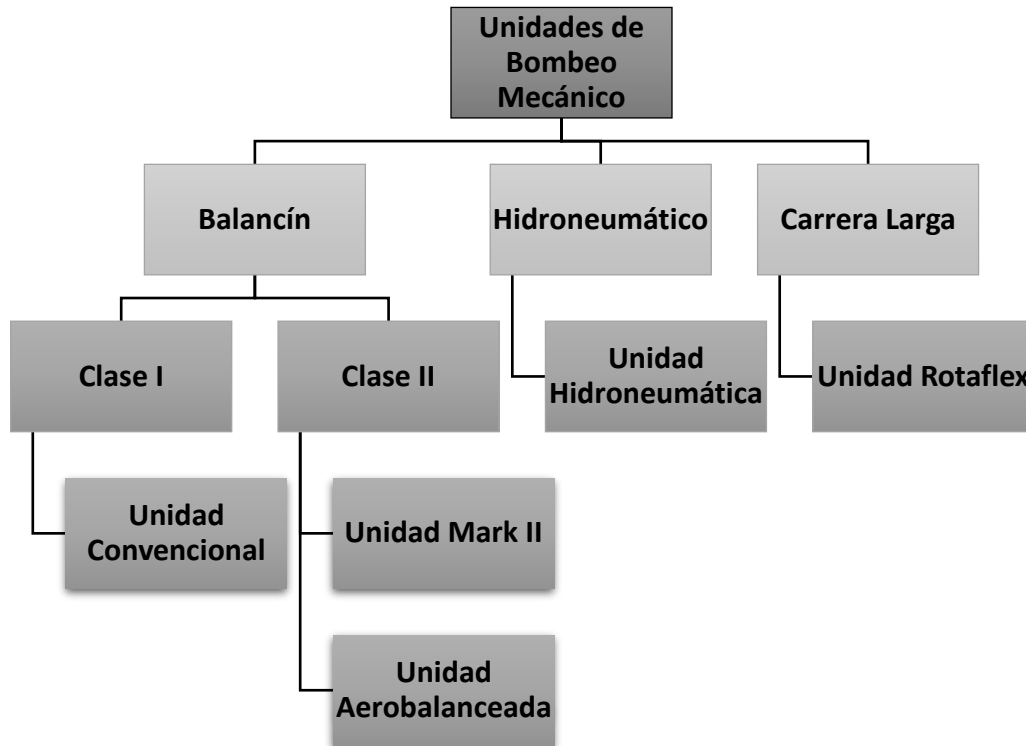 Unidades de
Bombeo
Mecánico
Balancín
Hidroneumático
Carrera Larga
Clase I
Clase II
Unidad
Hidroneumática
Unidad Rotaflex
Unidad
Convencional
Unidad Mark II
Unidad
Aerobalanceada